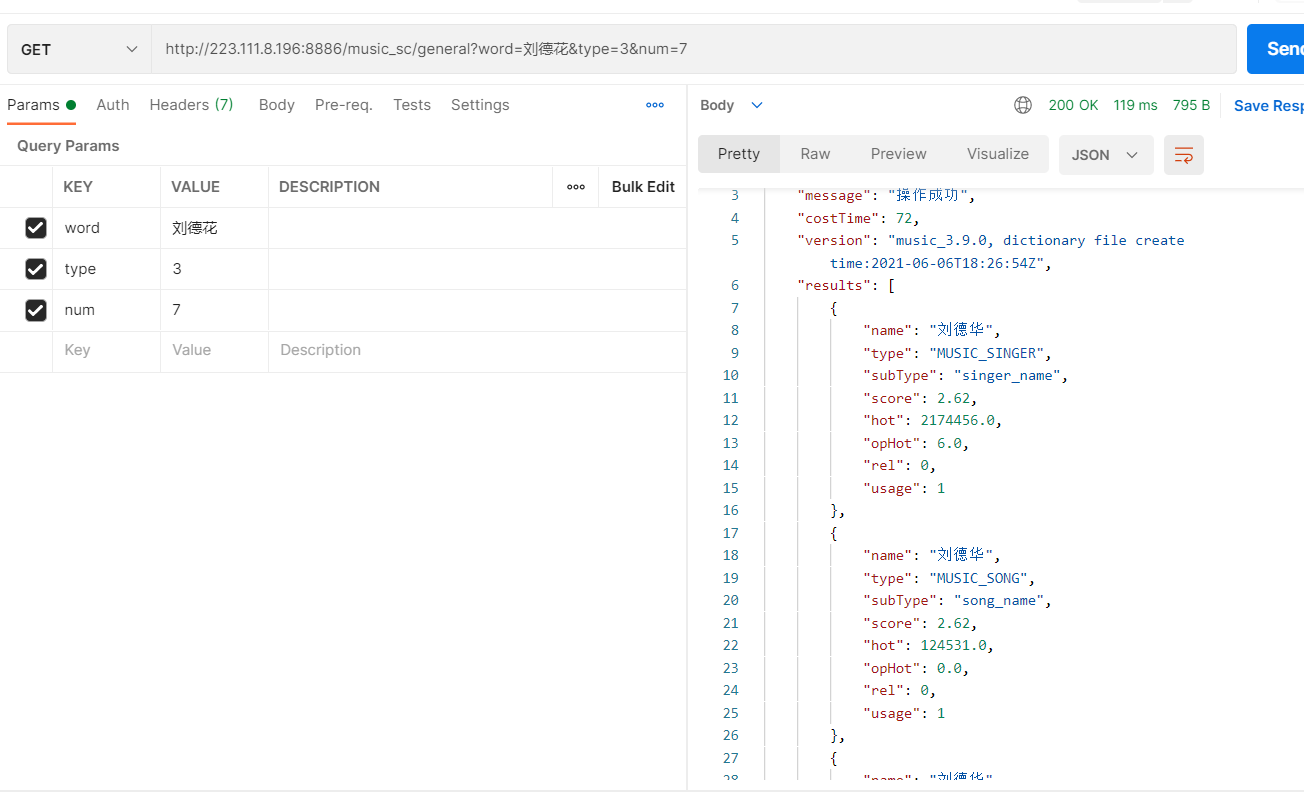 GET
http://223.111.8.196:8886/music_sc/general?word=刘德花&type=3&num=7
Send
Params
Auth
Headers (7)
Body
Pre-req.
Tests
Settings
Query Params
KEY VALUE DESCRIPTION Bulk Edit
word 刘德花
type 3
num 7
Key Value Description
Body
200 OK 119 ms 795 B Save Resp
Pretty Raw Preview Visualize JSON
3 "message": "操作成功",
4 "costTime": 72,
5 "version": "music_3.9.0, dictionary file create
time:2021-06-06T18:26:54Z",
6 "results": [
7 {
8 "name": "刘德华",
9 "type": "MUSIC_SINGER",
10 "subType": "singer_name",
11 "score": 2.62,
12 "hot": 2174456.0,
13 "opHot": 6.0,
14 "rel": 0,
15 "usage": 1
16 },
17 {
18 "name": "刘德华",
19 "type": "MUSIC_SONG",
20 "subType": "song_name",
21 "score": 2.62,
22 "hot": 124531.0,
23 "opHot": 0.0,
24 "rel": 0,
25 "usage": 1
26 },
27 {
28 "name": "刘德华"